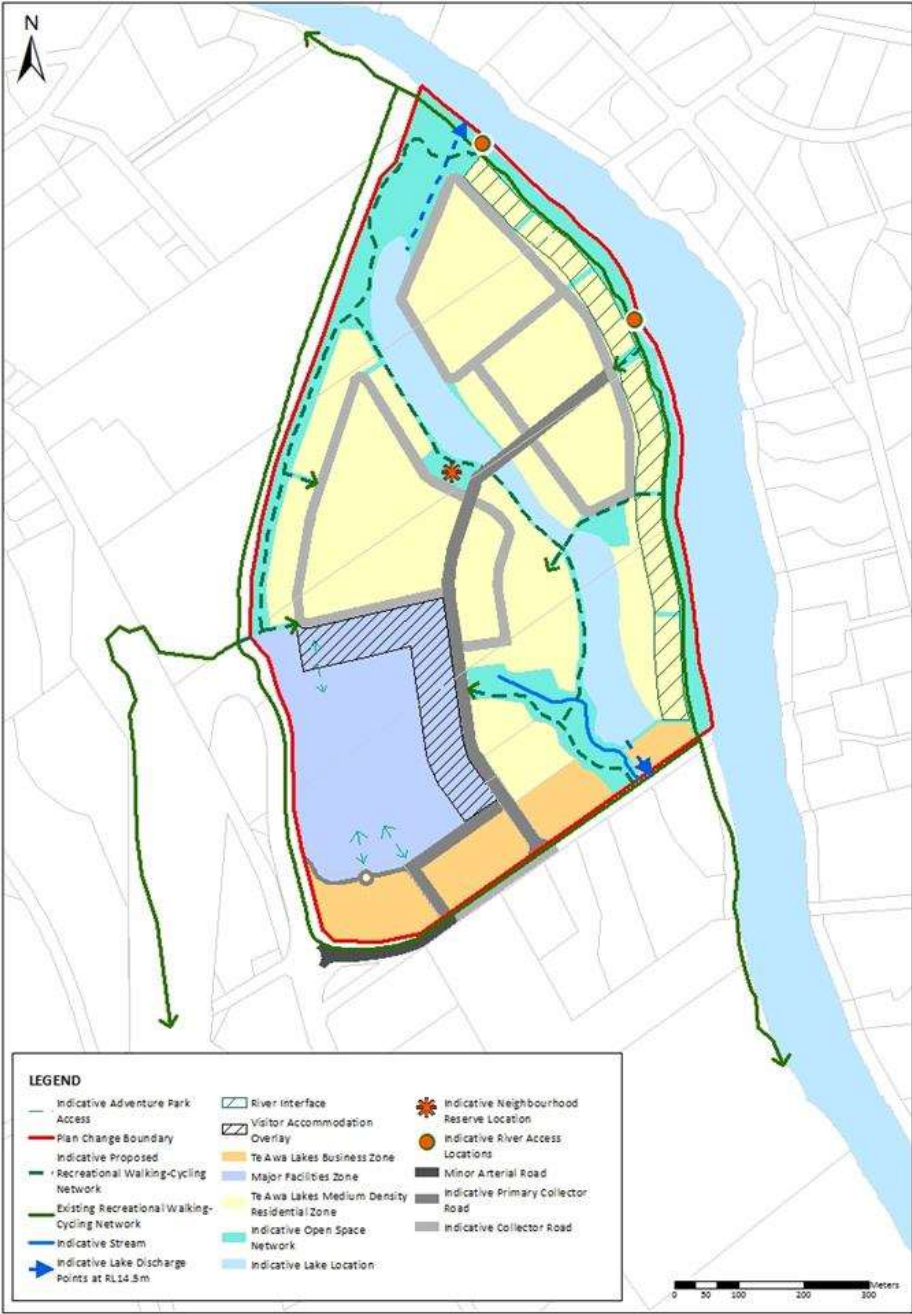 N
LEGEND
Indicative Adventure Park
Access
Plan Change Boundary
Indicative Proposed
Recreational Walking-Cycling
Network
Existing Recreational Walking-
Cycling Network
Indicative Stream
Indicative Lake Discharge
Points at RL14.5m
River Interface
Visitor Accommodation
Overlay
Te Awa Lakes Business Zone
Major Facilities Zone
Te Awa Lakes Medium Density
Residential Zone
Indicative Open Space
Network
Indicative Lake Location
Indicative Neighbourhood
Reserve Location
Indicative River Access
Locations
Minor Arterial Road
Indicative Primary Collector
Road
Indicative Collector Road
Meters
0 50 100 200 300